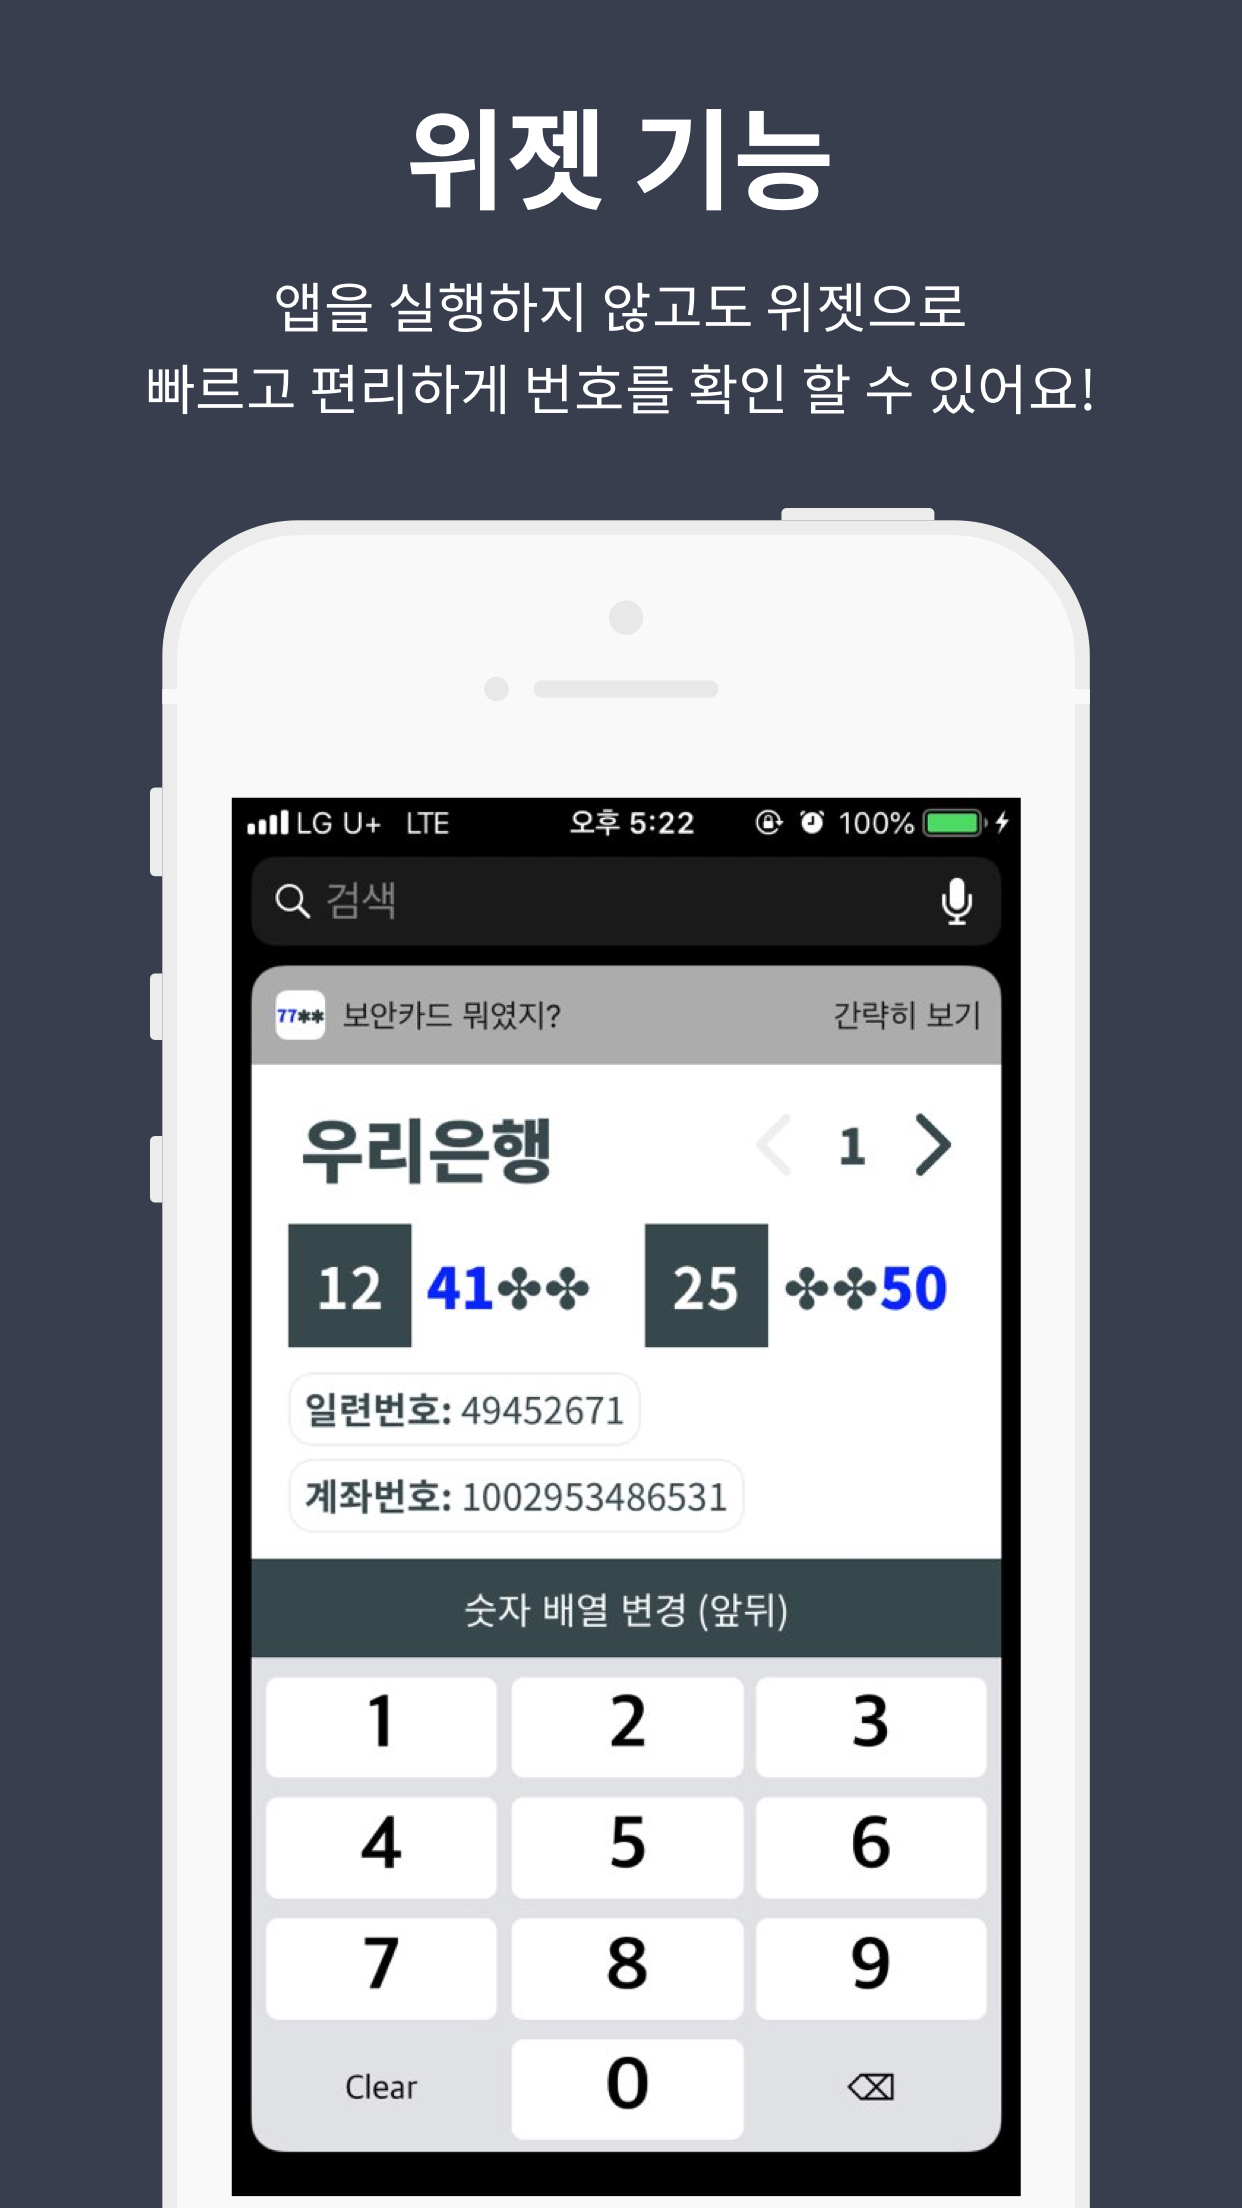 위젯 기능
앱을 실행하지 않고도 위젯으로
빠르고 편리하게 번호를 확인 할 수 있어요!
LG U+ LTE 오후 5:22 100%
검색
77** 보안카드 뭐였지? 간략히 보기
우리은행 1
12 41✤✤ 25 ✤✤50
일련번호: 49452671
계좌번호: 1002953486531
숫자 배열 변경 (앞뒤)
1 2 3
4 5 6
7 8 9
Clear 0 ⌫